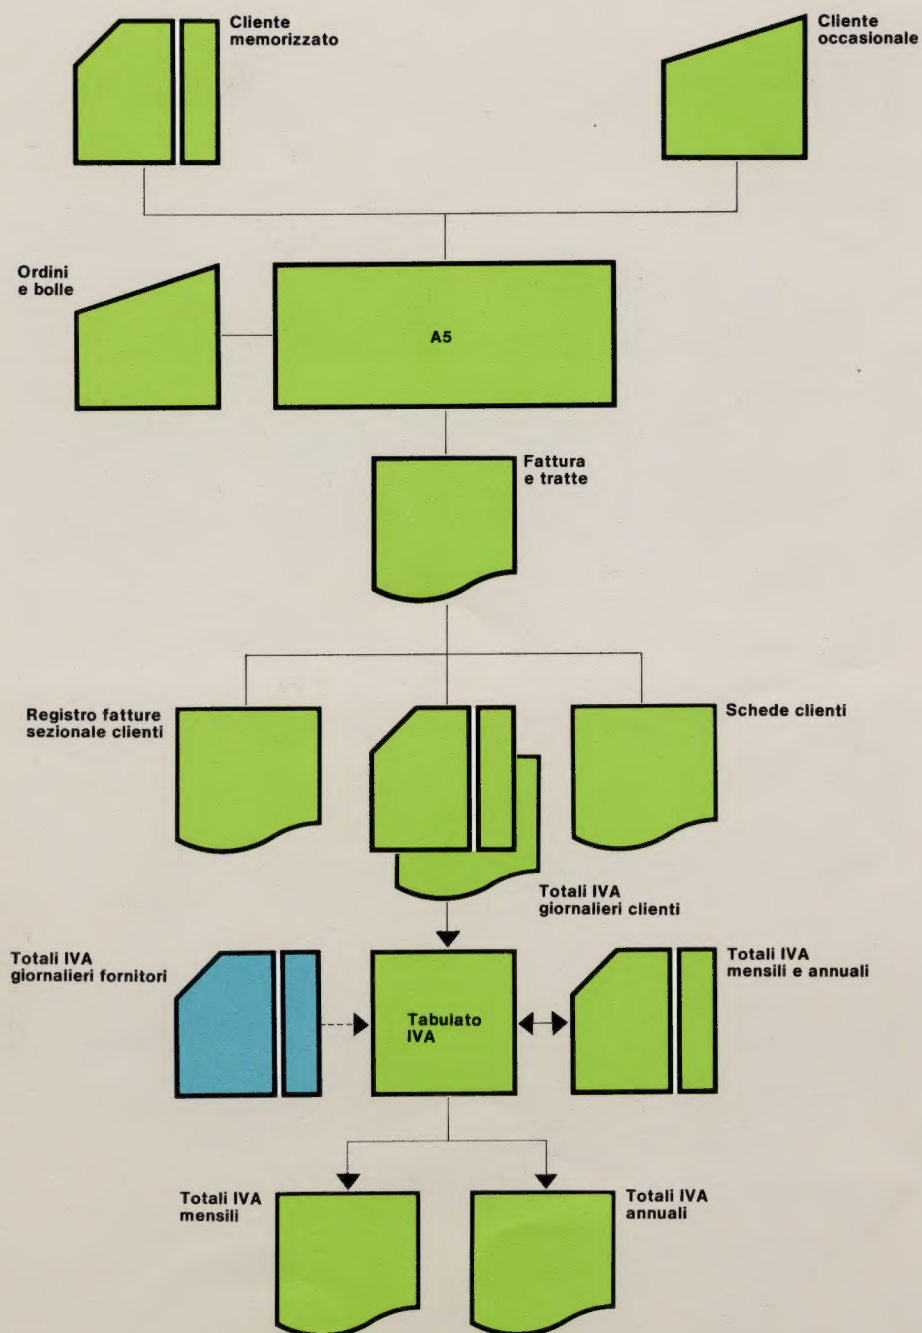 Cliente
memorizzato
Cliente
occasionale
Ordini
e bolle
A5
Fattura
e tratte
Registro fatture
sezionale clienti
Schede clienti
Totali IVA
giornalieri clienti
Totali IVA
giornalieri fornitori
Tabulato
IVA
Totali IVA
mensili e annuali
Totali IVA
mensili
Totali IVA
annuali